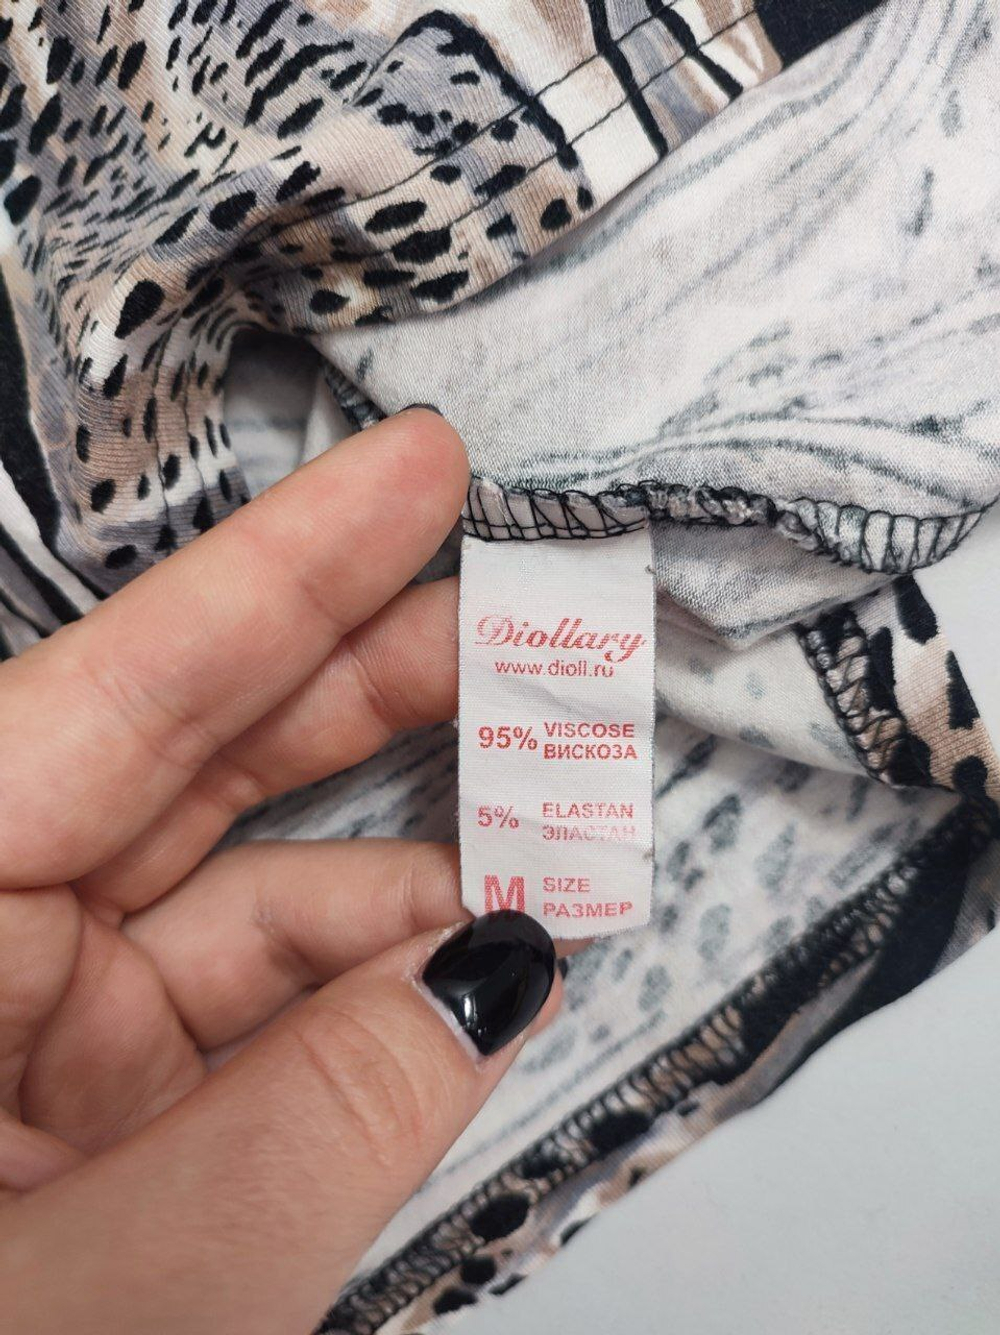 Diollary
www.dioll.ru
95% VISCOSE
ВИСКОЗА
5% ELASTAN
ЭЛАСТАН
M SIZE
РАЗМЕР